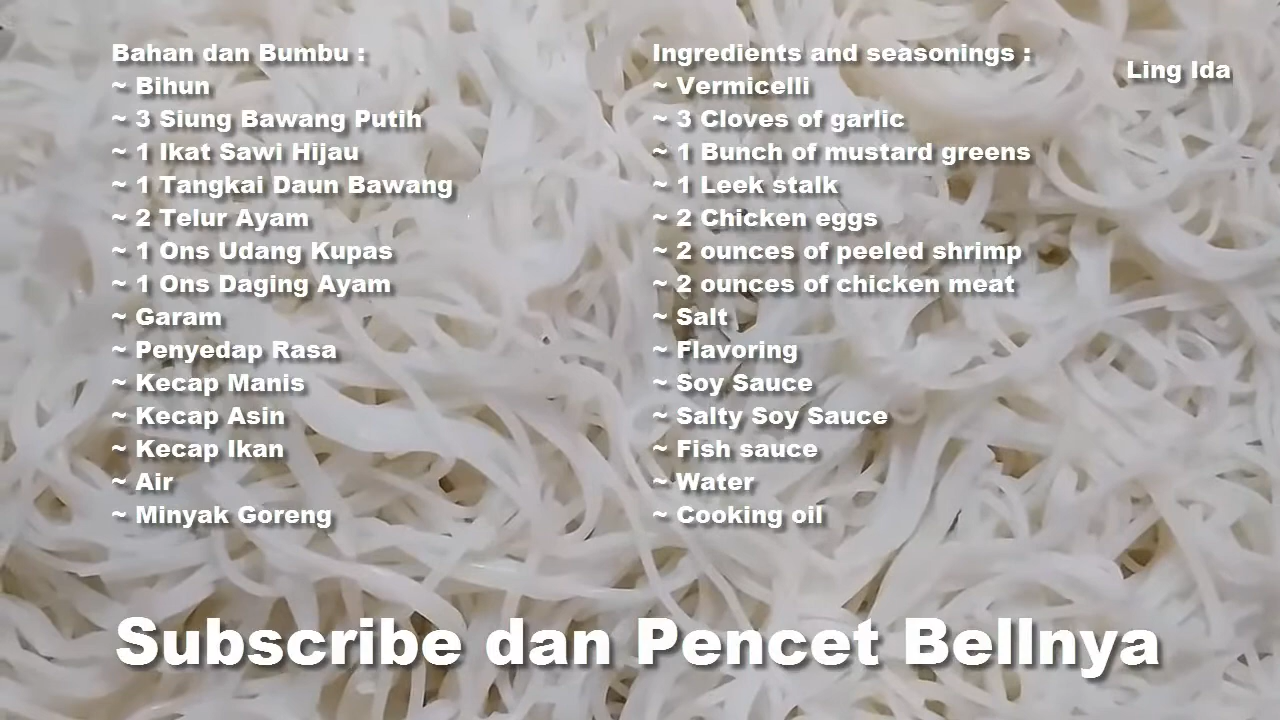 Bahan dan Bumbu :
~ Bihun
~ 3 Siung Bawang Putih
~ 1 Ikat Sawi Hijau
~ 1 Tangkai Daun Bawang
~ 2 Telur Ayam
~ 1 Ons Udang Kupas
~ 1 Ons Daging Ayam
~ Garam
~ Penyedap Rasa
~ Kecap Manis
~ Kecap Asin
~ Kecap Ikan
~ Air
~ Minyak Goreng
Ingredients and seasonings :
~ Vermicelli
~ 3 Cloves of garlic
~ 1 Bunch of mustard greens
~ 1 Leek stalk
~ 2 Chicken eggs
~ 2 ounces of peeled shrimp
~ 2 ounces of chicken meat
~ Salt
~ Flavoring
~ Soy Sauce
~ Salty Soy Sauce
~ Fish sauce
~ Water
~ Cooking oil
Ling Ida
Subscribe dan Pencet Bellnya